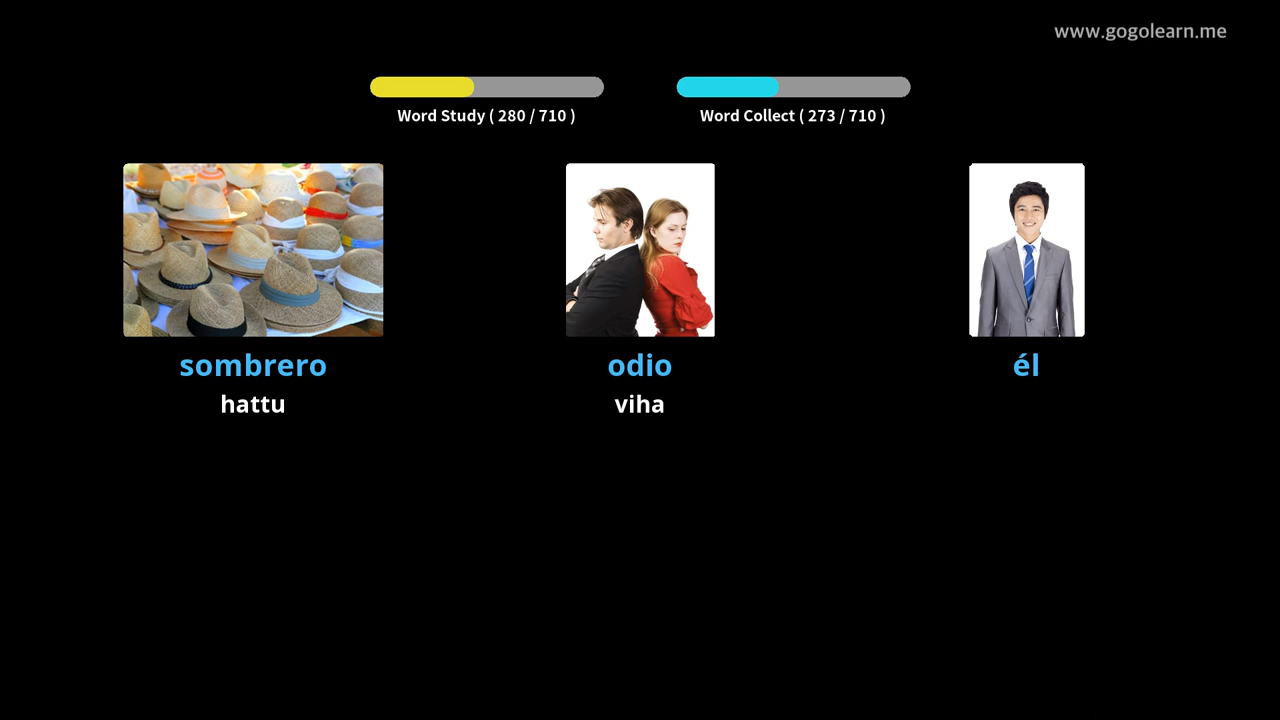 www.gogolearn.me
Word Study ( 280 / 710 )
Word Collect ( 273 / 710 )
sombrero
hattu
odio
viha
él